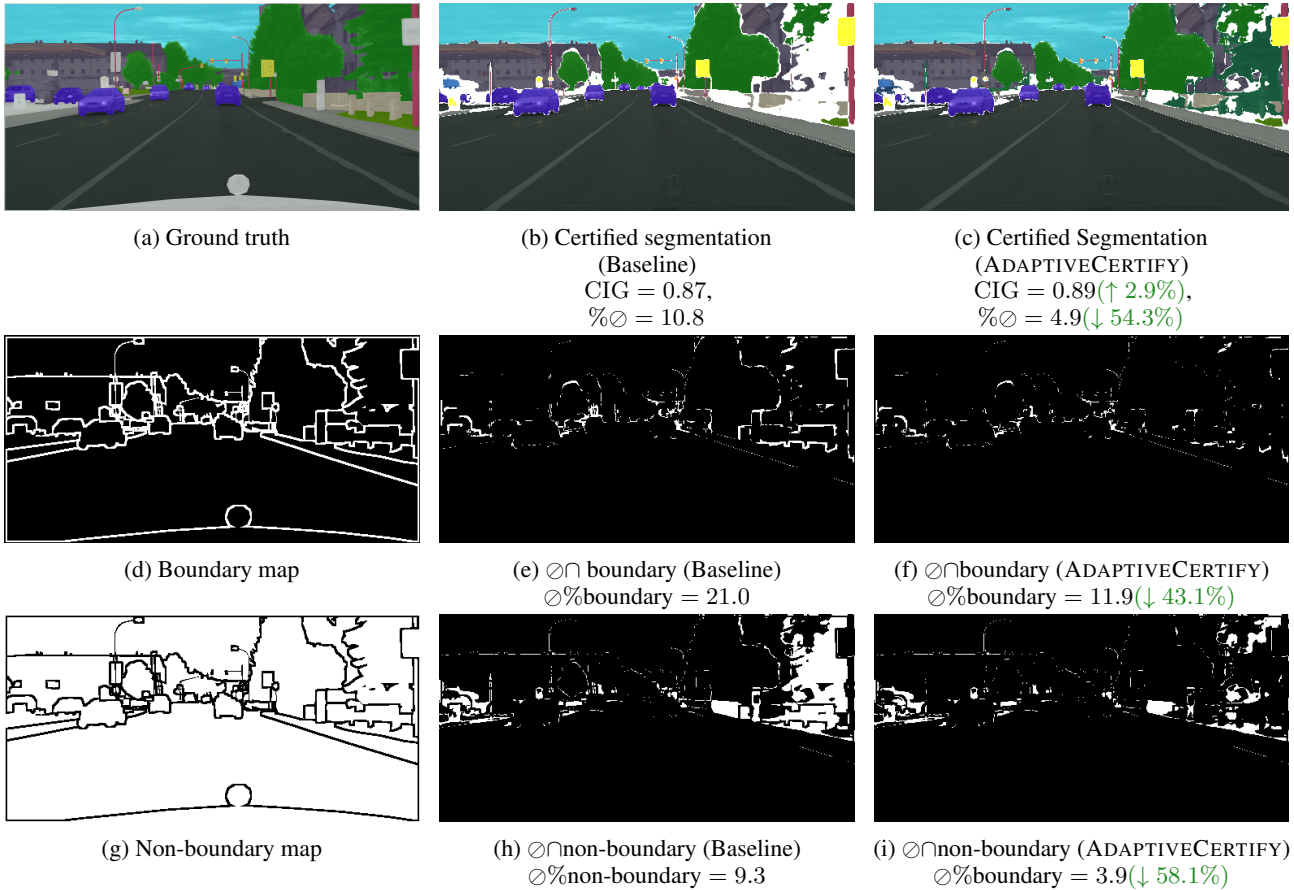 (a) Ground truth
(b) Certified segmentation
(Baseline)
CIG = 0.87,
%⊘ = 10.8
(c) Certified Segmentation
(ADAPTIVECERTIFY)
CIG = 0.89(↑ 2.9%),
%⊘ = 4.9(↓ 54.3%)
(d) Boundary map
(e) ⊘∩ boundary (Baseline)
⊘%boundary = 21.0
(f) ⊘∩boundary (ADAPTIVECERTIFY)
⊘%boundary = 11.9(↓ 43.1%)
(g) Non-boundary map
(h) ⊘∩non-boundary (Baseline)
⊘%non-boundary = 9.3
(i) ⊘∩non-boundary (ADAPTIVECERTIFY)
⊘%boundary = 3.9(↓ 58.1%)